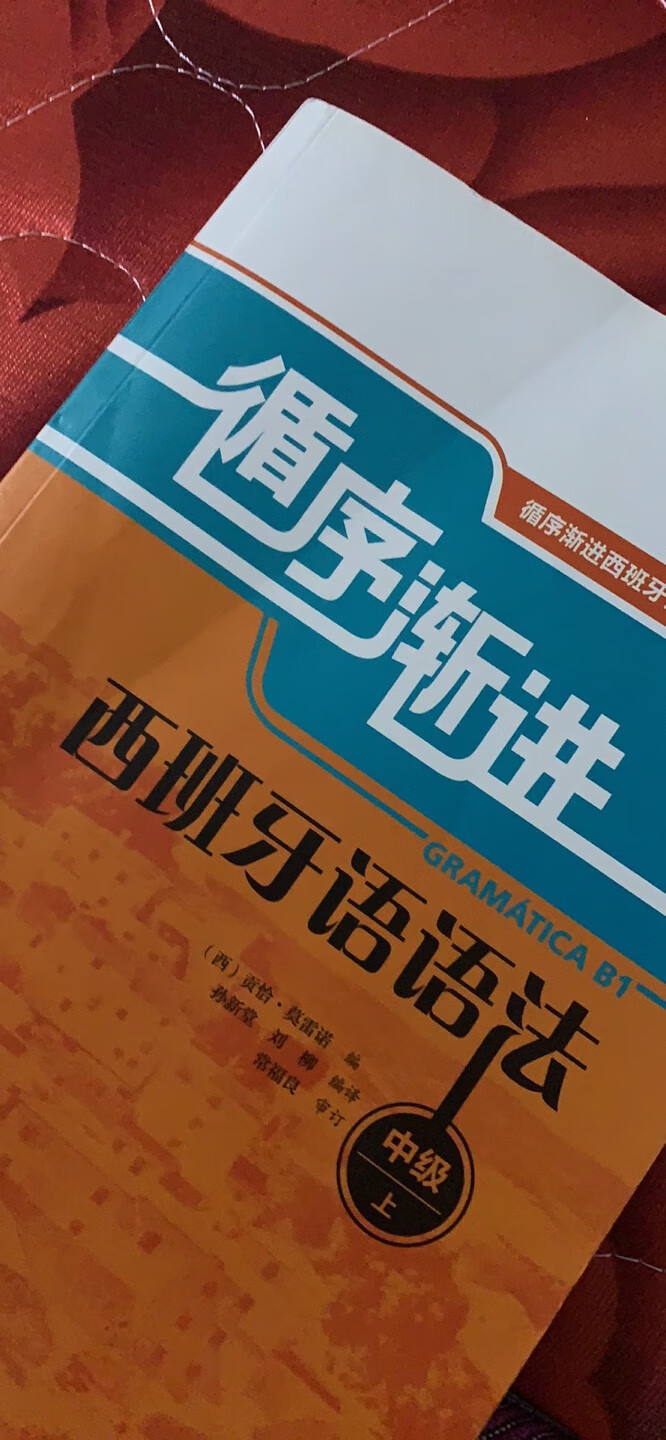 循序渐进西班牙
循序渐进
GRAMÁTICA B1
西班牙语语法
（西）贡恰·莫雷诺 编
孙新堂 刘柳 编译
常福良 审订
中级
上